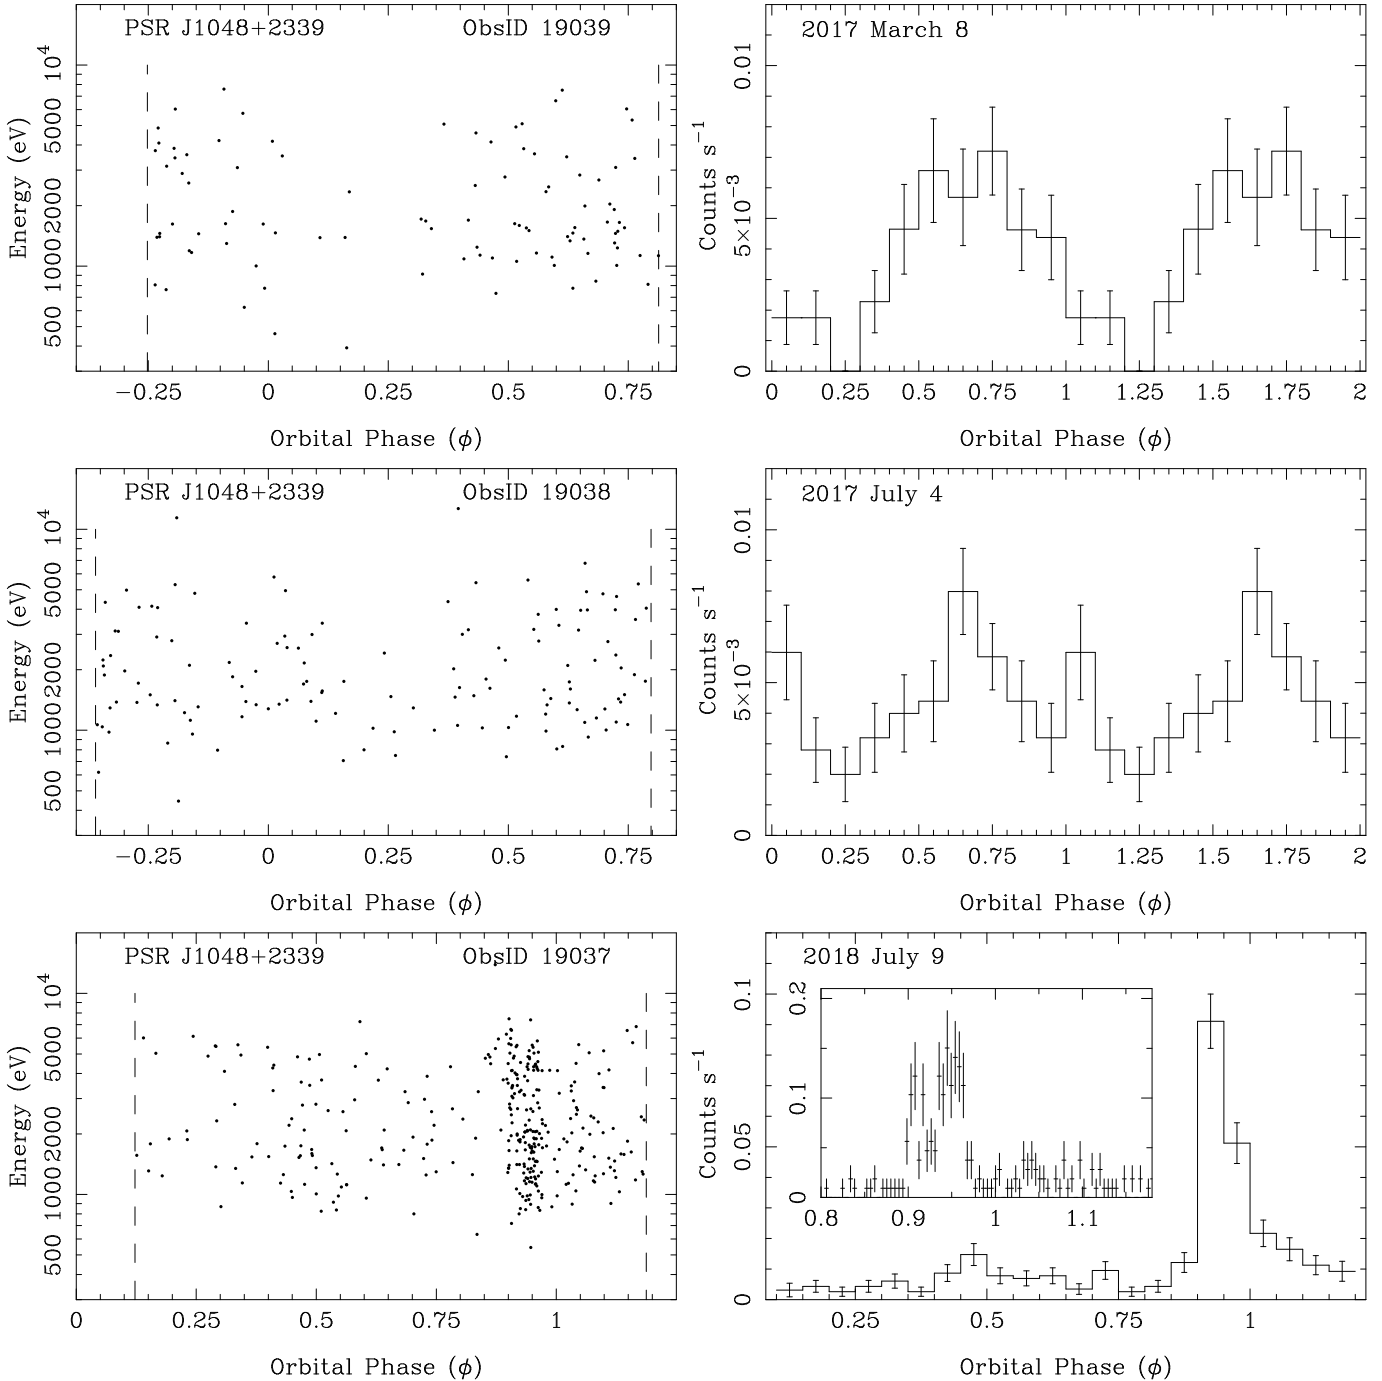 PSR J1048+2339 ObsID 19039
10^4
5000
2000
1000
500
Energy (eV)
−0.25 0 0.25 0.5 0.75
Orbital Phase (ϕ)
2017 March 8
0.01
5×10^−3
0
Counts s^−1
0 0.25 0.5 0.75 1 1.25 1.5 1.75 2
Orbital Phase (ϕ)
PSR J1048+2339 ObsID 19038
10^4
5000
2000
1000
500
Energy (eV)
−0.25 0 0.25 0.5 0.75
Orbital Phase (ϕ)
2017 July 4
0.01
5×10^−3
0
Counts s^−1
0 0.25 0.5 0.75 1 1.25 1.5 1.75 2
Orbital Phase (ϕ)
PSR J1048+2339 ObsID 19037
10^4
5000
2000
1000
500
Energy (eV)
0 0.25 0.5 0.75 1
Orbital Phase (ϕ)
2018 July 9
0.1
0.05
0
Counts s^−1
0.2
0.1
0
0.8 0.9 1 1.1
0.25 0.5 0.75 1
Orbital Phase (ϕ)